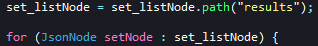 set_listNode = set_listNode.path("results");
for (JsonNode setNode : set_listNode) {